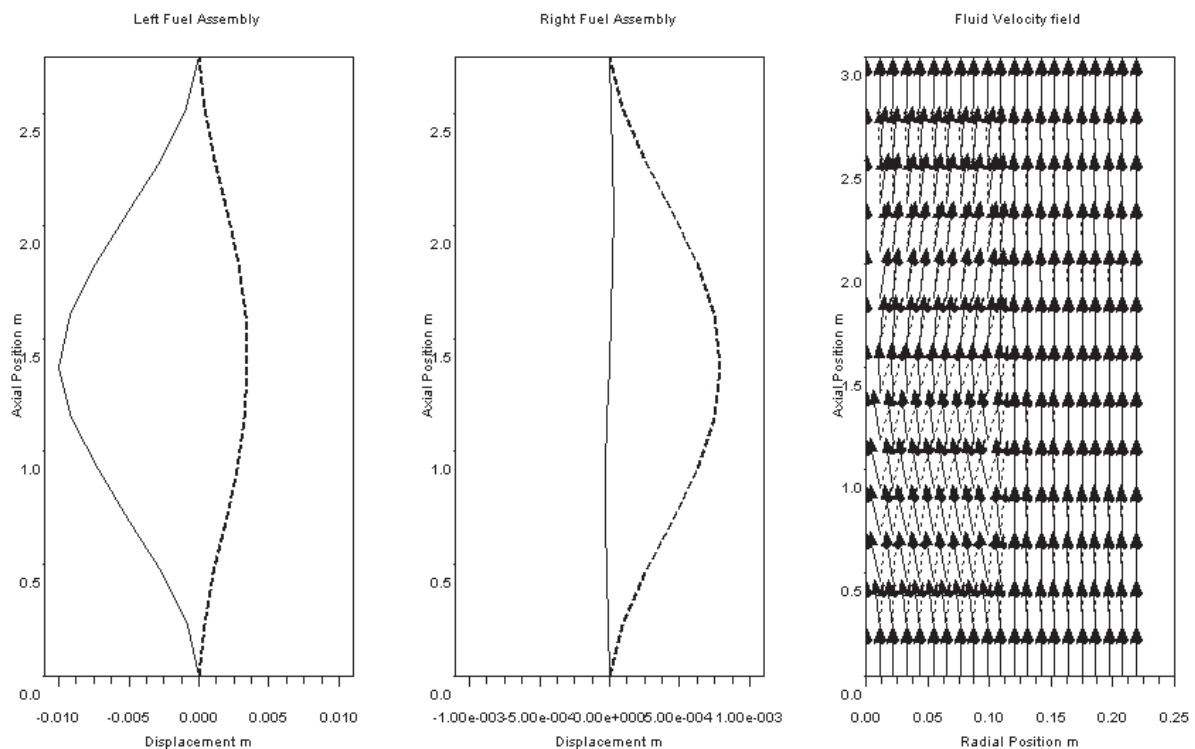 Left Fuel Assembly
Right Fuel Assembly
Fluid Velocity field
Axial Position m
2.5
2.0
1.5
1.0
0.5
0.0
-0.010 -0.005 0.000 0.005 0.010
Displacement m
Axial Position m
2.5
2.0
1.5
1.0
0.5
0.0
-1.00e-003 -5.00e-004 0.00e+000 5.00e-004 1.00e-003
Displacement m
Axial Position m
3.0
2.5
2.0
1.5
1.0
0.5
0.0
0.00 0.05 0.10 0.15 0.20 0.25
Radial Position m